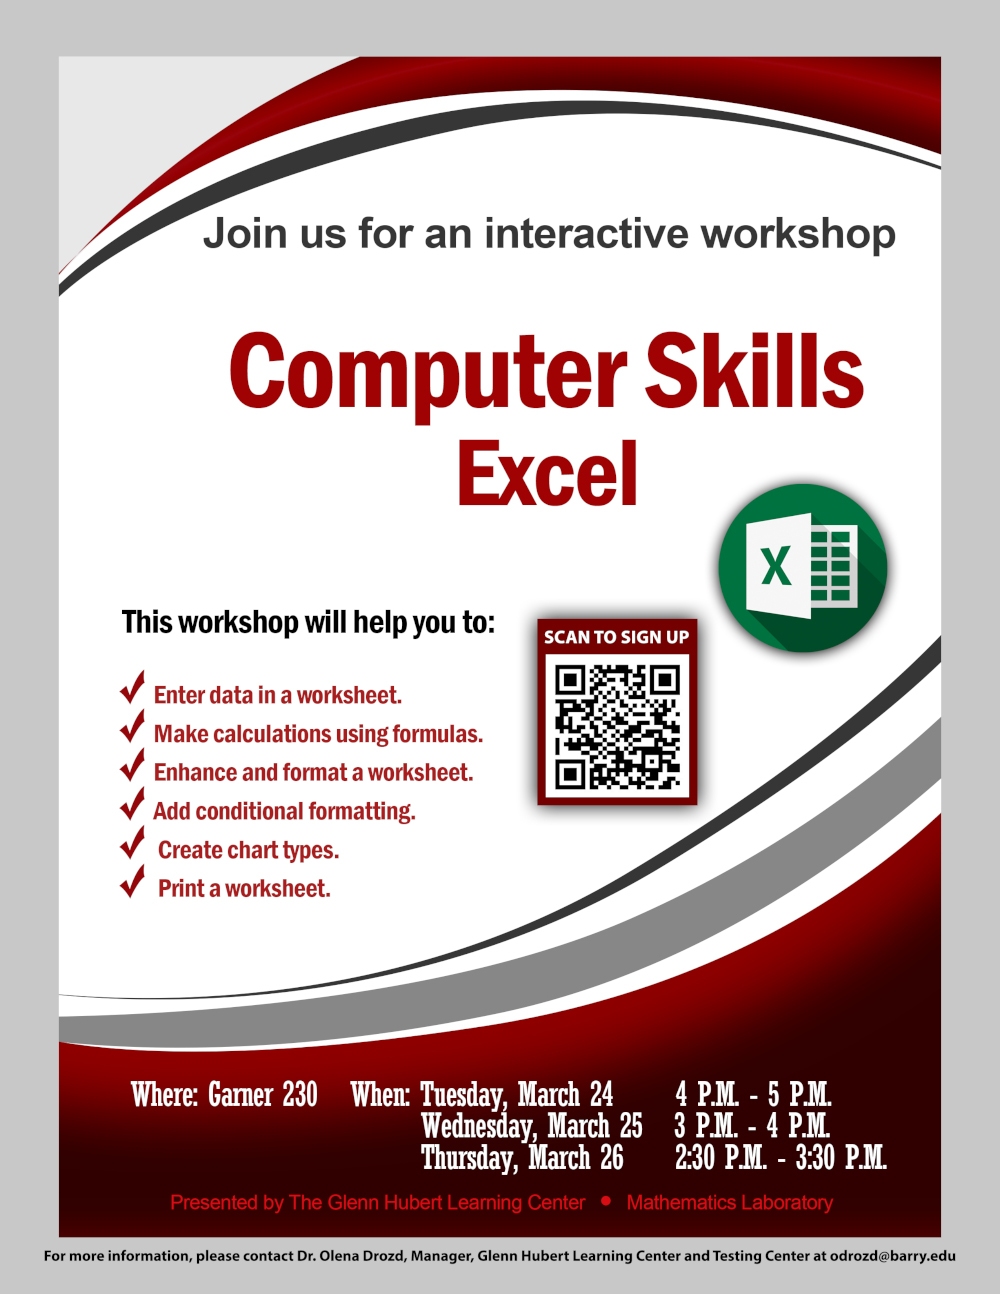 Join us for an interactive workshop
Computer Skills
Excel
X
This workshop will help you to:
SCAN TO SIGN UP
Enter data in a worksheet.
Make calculations using formulas.
Enhance and format a worksheet.
Add conditional formatting.
Create chart types.
Print a worksheet.
Where: Garner 230 When: Tuesday, March 24 4 P.M. - 5 P.M.
Wednesday, March 25 3 P.M. - 4 P.M.
Thursday, March 26 2:30 P.M. - 3:30 P.M.
Presented by The Glenn Hubert Learning Center • Mathematics Laboratory
For more information, please contact Dr. Olena Drozd, Manager, Glenn Hubert Learning Center and Testing Center at odrozd@barry.edu